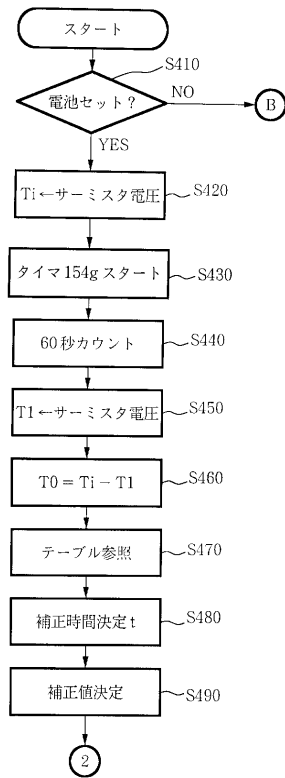 スタート
S410
電池セット?
NO
B
YES
Ti←サーミスタ電圧
S420
タイマ154gスタート
S430
60秒カウント
S440
T1←サーミスタ電圧
S450
T0=Ti-T1
S460
テーブル参照
S470
補正時間決定t
S480
補正値決定
S490
2